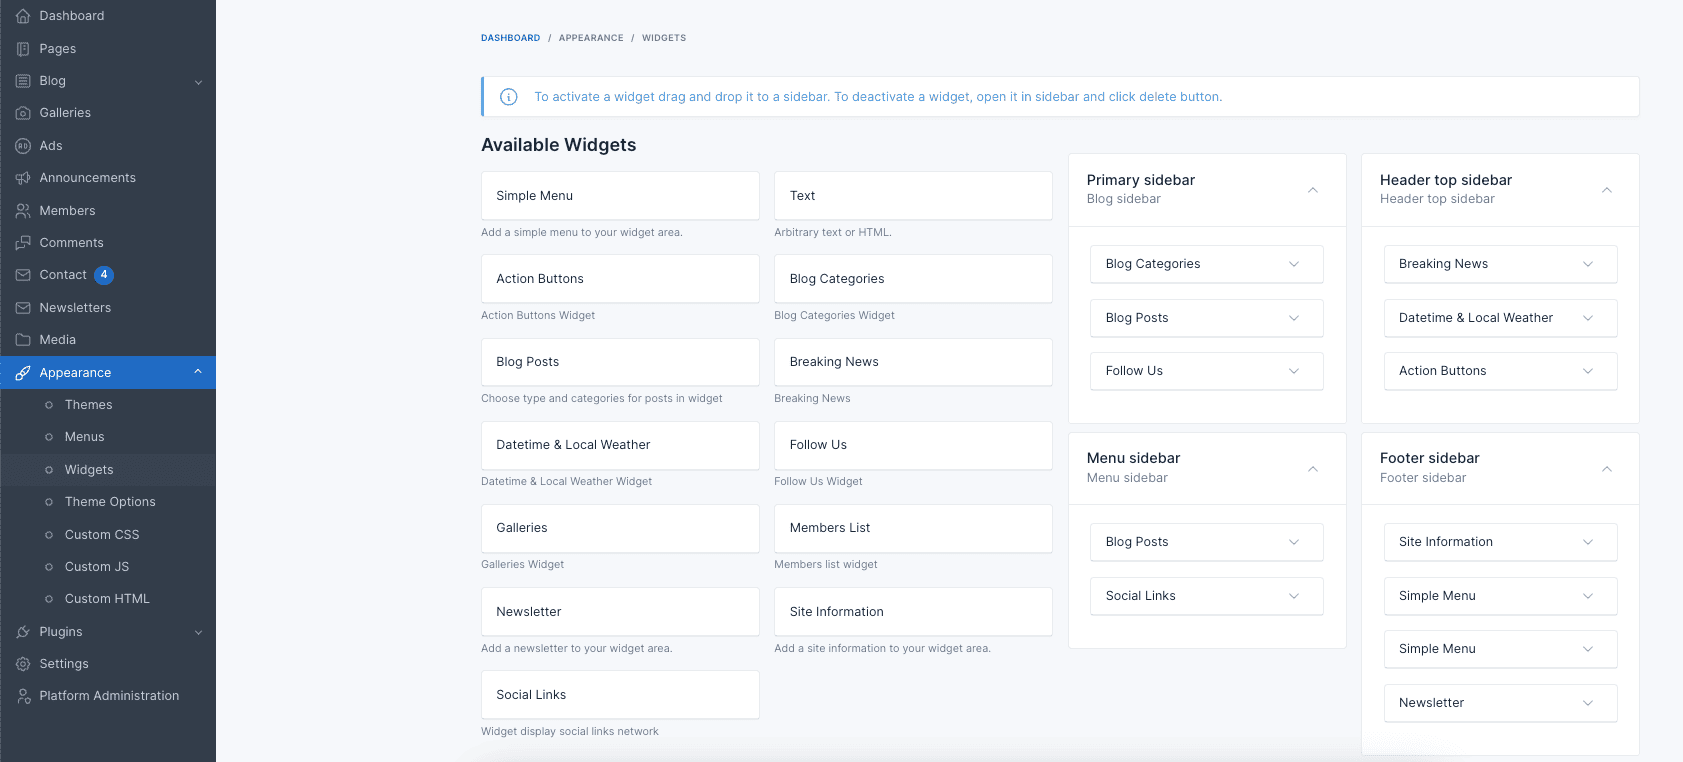 Dashboard
Pages
Blog
Galleries
AD Ads
Announcements
Members
Comments
Contact 4
Newsletters
Media
Appearance
Themes
Menus
Widgets
Theme Options
Custom CSS
Custom JS
Custom HTML
Plugins
Settings
Platform Administration
DASHBOARD / APPEARANCE / WIDGETS
To activate a widget drag and drop it to a sidebar. To deactivate a widget, open it in sidebar and click delete button.
Available Widgets
Simple Menu
Add a simple menu to your widget area.
Text
Arbitrary text or HTML.
Action Buttons
Action Buttons Widget
Blog Categories
Blog Categories Widget
Blog Posts
Choose type and categories for posts in widget
Breaking News
Breaking News
Datetime & Local Weather
Datetime & Local Weather Widget
Follow Us
Follow Us Widget
Galleries
Galleries Widget
Members List
Members list widget
Newsletter
Add a newsletter to your widget area.
Site Information
Add a site information to your widget area.
Social Links
Widget display social links network
Primary sidebar
Blog sidebar
Blog Categories
Blog Posts
Follow Us
Header top sidebar
Header top sidebar
Breaking News
Datetime & Local Weather
Action Buttons
Menu sidebar
Menu sidebar
Blog Posts
Social Links
Footer sidebar
Footer sidebar
Site Information
Simple Menu
Simple Menu
Newsletter